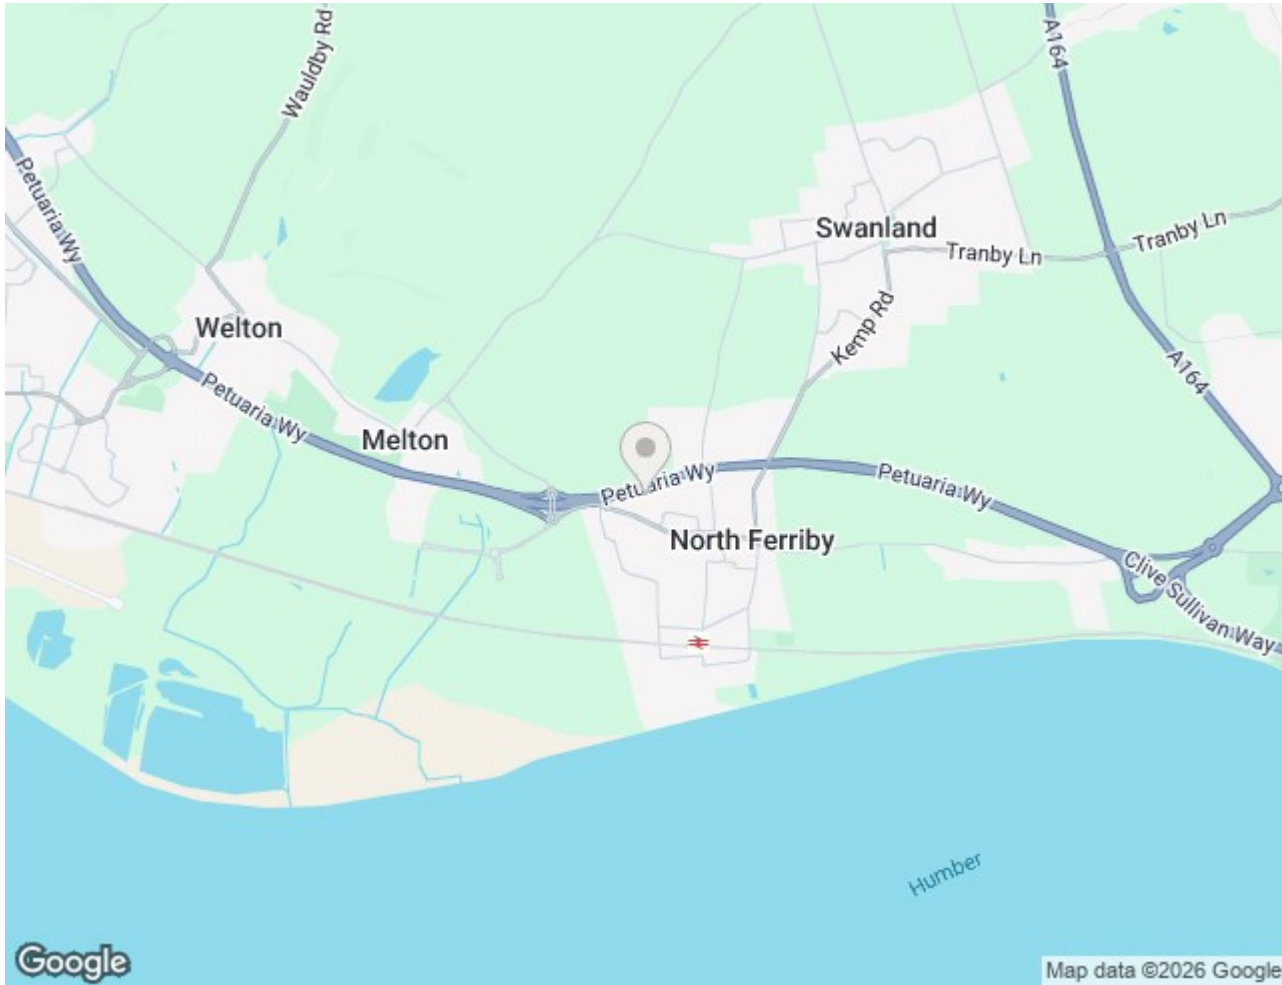 A164
Wauldby Rd
Petuaria Wy
Swanland
Tranby Ln
Tranby Ln
Kemp Rd
Welton
A164
Petuaria Wy
Melton
Petuaria Wy
Petuaria Wy
North Ferriby
Clive Sullivan Way
Humber
Google
Map data ©2026 Google